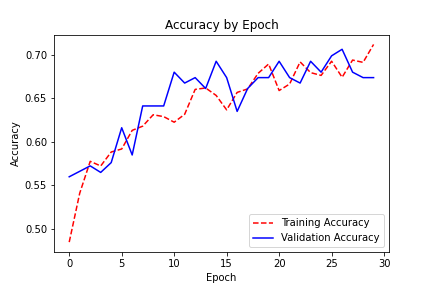 Accuracy by Epoch
Accuracy
0.70
0.65
0.60
0.55
0.50
Training Accuracy
Validation Accuracy
0 5 10 15 20 25 30
Epoch